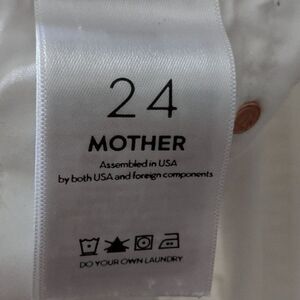 24
MOTHER
Assembled in USA
by both USA and foreign components
DO YOUR OWN LAUNDRY